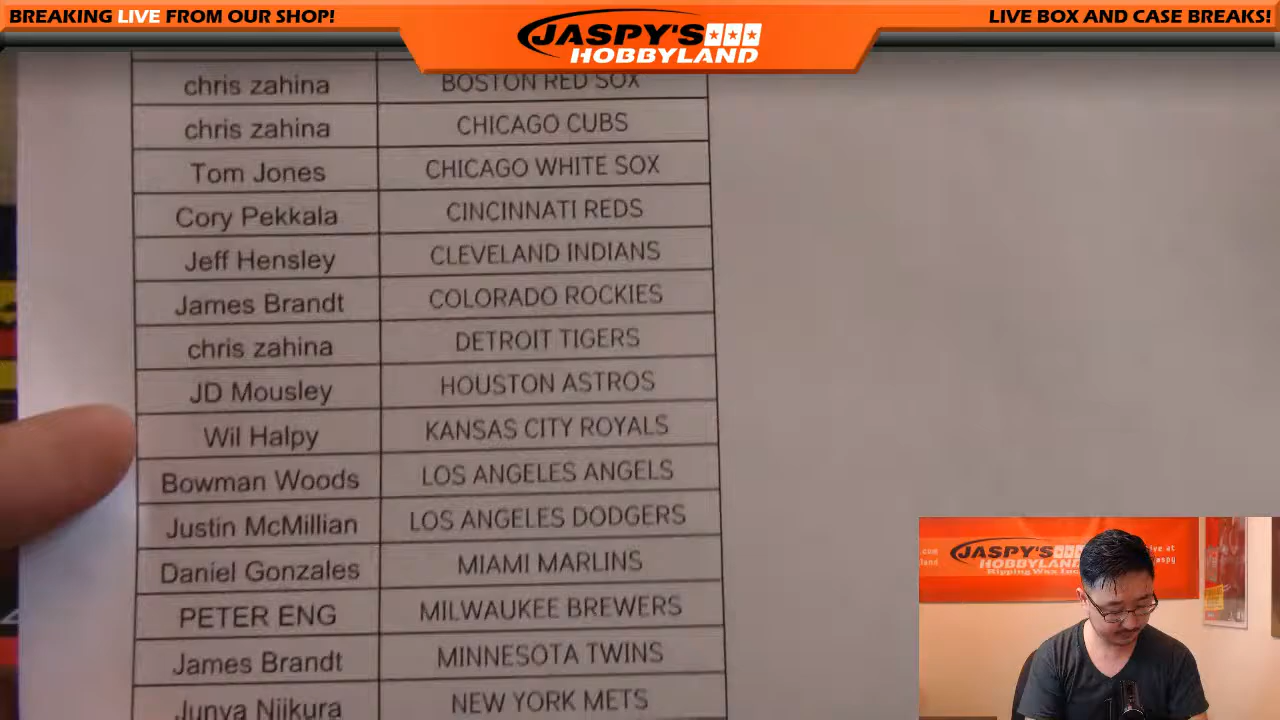 BREAKING LIVE FROM OUR SHOP!
JASPY'S
HOBBYLAND
LIVE BOX AND CASE BREAKS!
chris zahina BOSTON RED SOX
chris zahina CHICAGO CUBS
Tom Jones CHICAGO WHITE SOX
Cory Pekkala CINCINNATI REDS
Jeff Hensley CLEVELAND INDIANS
James Brandt COLORADO ROCKIES
chris zahina DETROIT TIGERS
JD Mousley HOUSTON ASTROS
Wil Halpy KANSAS CITY ROYALS
Bowman Woods LOS ANGELES ANGELS
Justin McMillian LOS ANGELES DODGERS
Daniel Gonzales MIAMI MARLINS
PETER ENG MILWAUKEE BREWERS
James Brandt MINNESOTA TWINS
Junya Niikura NEW YORK METS
JASPY'S
HOBBYLAND
Ripping Wax